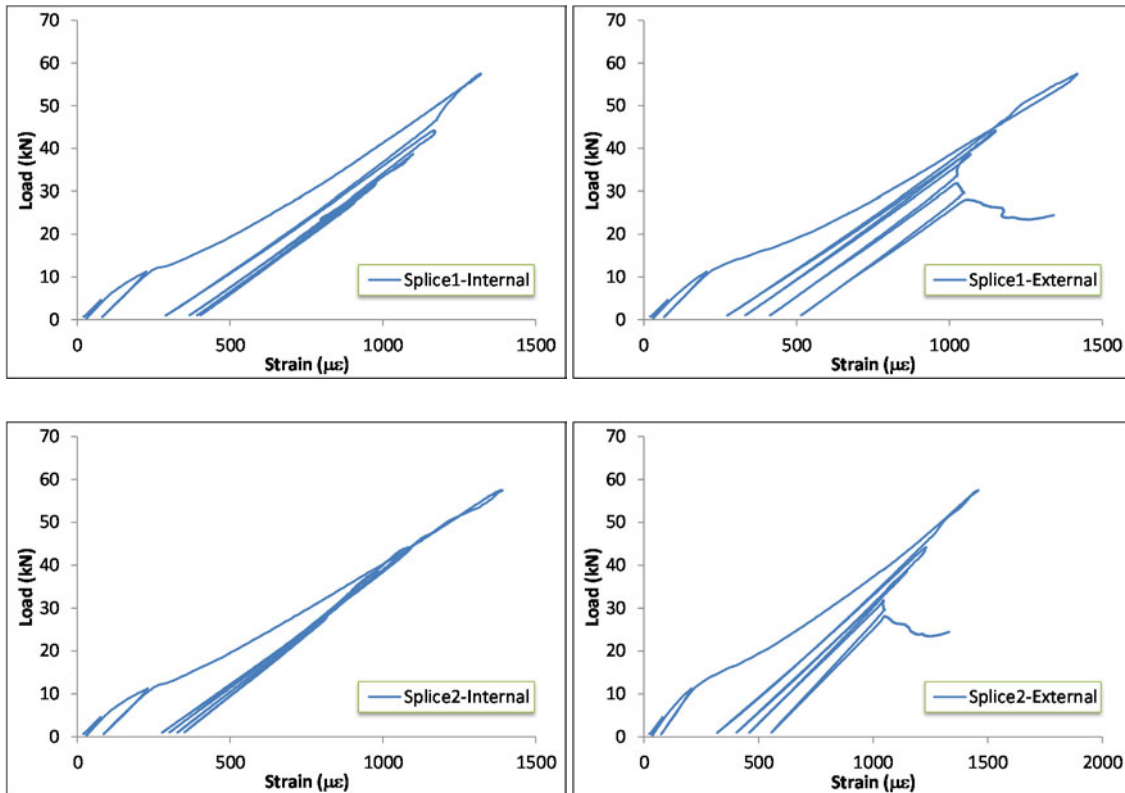 70
60
50
40
30
20
10
0
Load (kN)
0 500 1000 1500
Strain (με)
Splice1-Internal
70
60
50
40
30
20
10
0
Load (kN)
0 500 1000 1500
Strain (με)
Splice1-External
70
60
50
40
30
20
10
0
Load (kN)
0 500 1000 1500
Strain (με)
Splice2-Internal
70
60
50
40
30
20
10
0
Load (kN)
0 500 1000 1500 2000
Strain (με)
Splice2-External